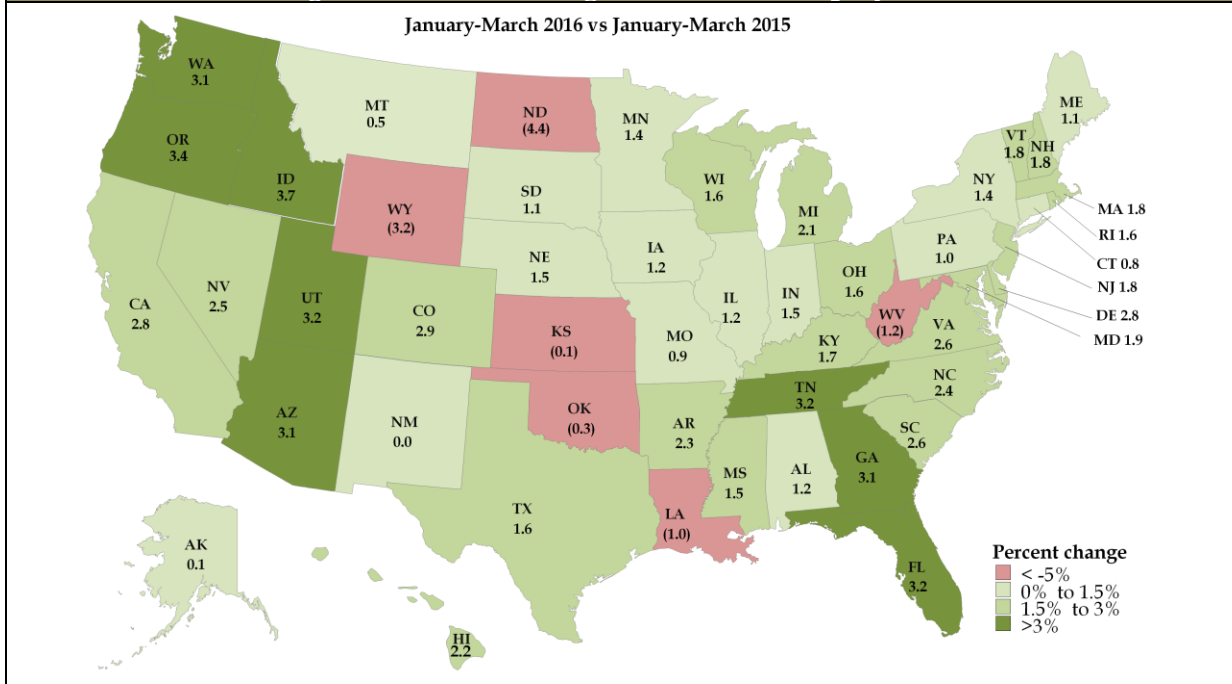 January-March 2016 vs January-March 2015
WA
3.1
OR
3.4
ID
3.7
MT
0.5
ND
(4.4)
MN
1.4
WY
(3.2)
SD
1.1
WI
1.6
MI
2.1
NE
1.5
IA
1.2
NV
2.5
CA
2.8
UT
3.2
CO
2.9
KS
(0.1)
MO
0.9
IL
1.2
IN
1.5
OH
1.6
KY
1.7
WV
(1.2)
VA
2.6
PA
1.0
NY
1.4
VT
1.8
NH
1.8
ME
1.1
MA 1.8
RI 1.6
CT 0.8
NJ 1.8
DE 2.8
MD 1.9
AZ
3.1
NM
0.0
OK
(0.3)
AR
2.3
TN
3.2
NC
2.4
SC
2.6
GA
3.1
AL
1.2
MS
1.5
LA
(1.0)
TX
1.6
FL
3.2
AK
0.1
HI
2.2
Percent change
< -5%
0% to 1.5%
1.5% to 3%
>3%